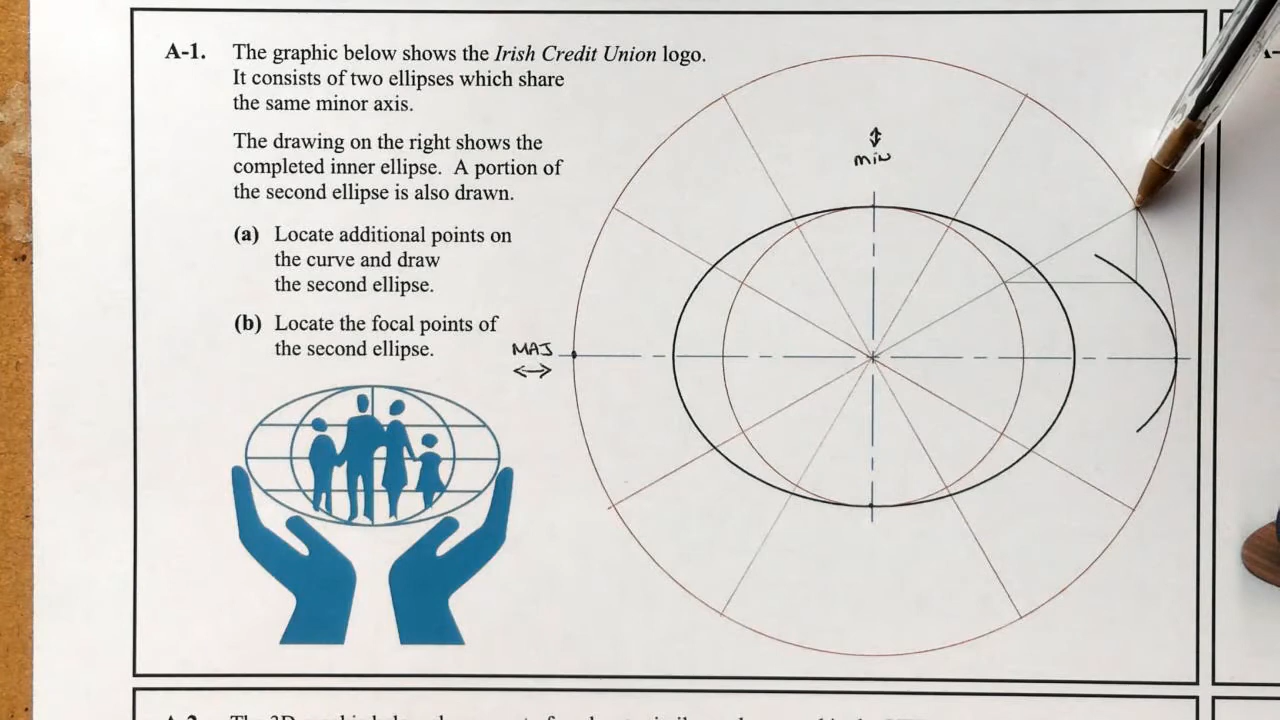 A-1. The graphic below shows the Irish Credit Union logo.
It consists of two ellipses which share
the same minor axis.
The drawing on the right shows the
completed inner ellipse. A portion of
the second ellipse is also drawn.
(a) Locate additional points on
the curve and draw
the second ellipse.
(b) Locate the focal points of
the second ellipse.
MAJ
min